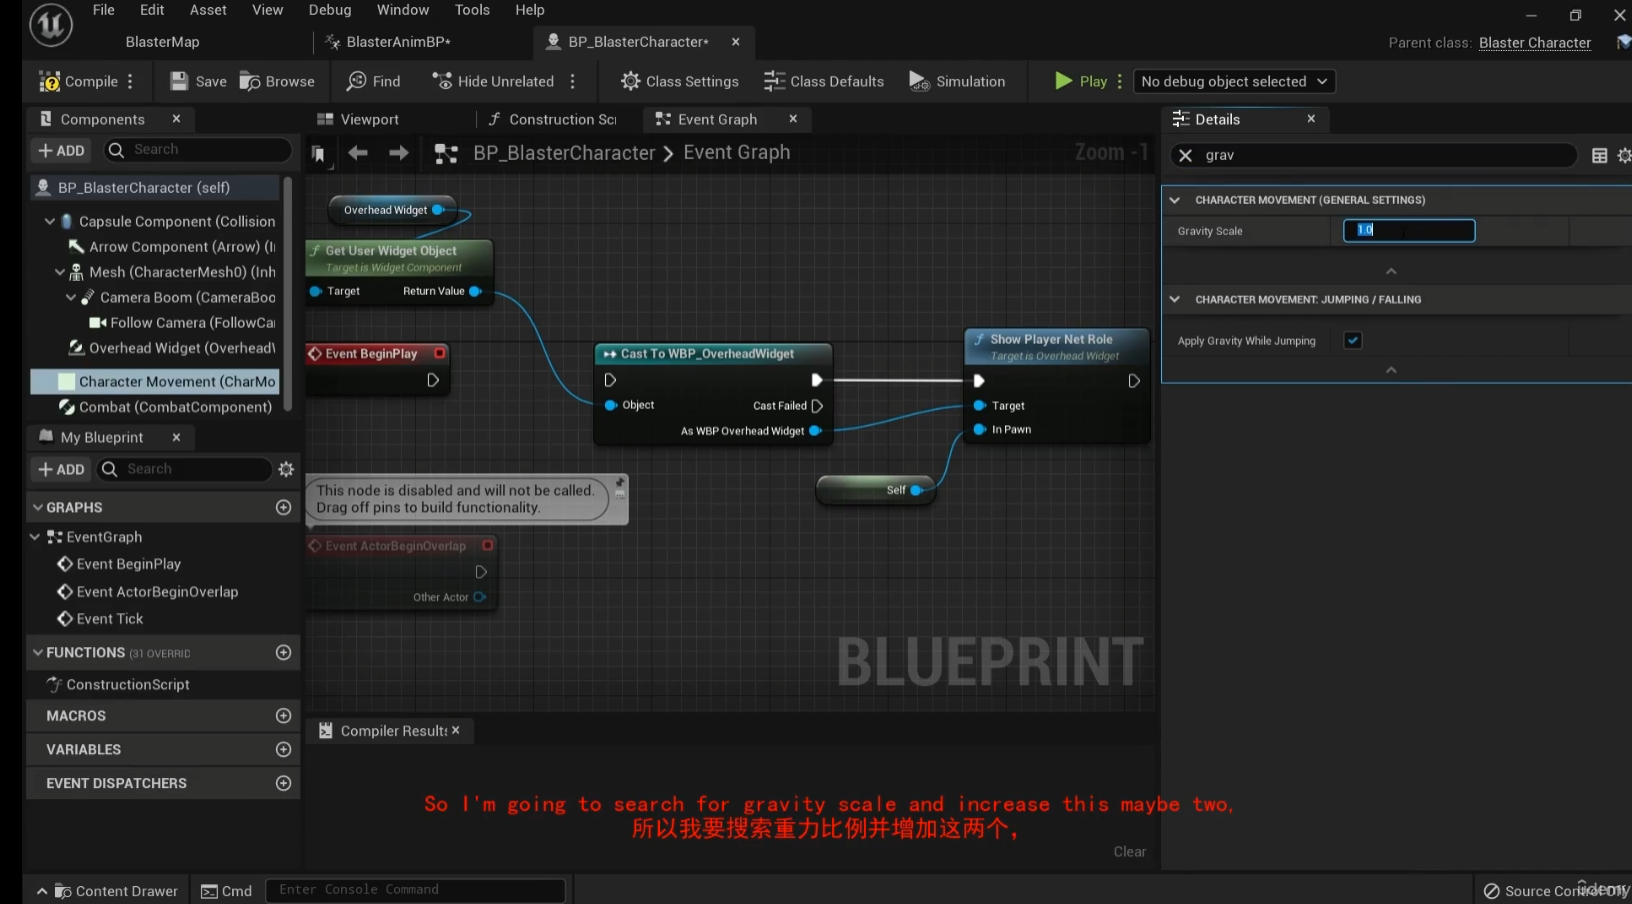 File Edit Asset View Debug Window Tools Help
BlasterMap
BlasterAnimBP*
BP_BlasterCharacter*
Parent class: Blaster Character
Compile
Save
Browse
Find
Hide Unrelated
Class Settings
Class Defaults
Simulation
Play
No debug object selected
Components
Viewport
Construction Scr
Event Graph
Details
ADD
Search
BP_BlasterCharacter
Event Graph
Zoom -1
grav
BP_BlasterCharacter (self)
Capsule Component (Collision
Arrow Component (Arrow) (I
Mesh (CharacterMesh0) (Inh
Camera Boom (CameraBoo
Follow Camera (FollowCa
Overhead Widget (Overhead
Character Movement (CharMo
Combat (CombatComponent)
Overhead Widget
Get User Widget Object
Target is Widget Component
Target
Return Value
Event BeginPlay
Cast To WBP_OverheadWidget
Object
Cast Failed
As WBP Overhead Widget
Show Player Net Role
Target is Overhead Widget
Target
In Pawn
Self
This node is disabled and will not be called.
Drag off pins to build functionality.
Event ActorBeginOverlap
Other Actor
BLUEPRINT
CHARACTER MOVEMENT (GENERAL SETTINGS)
Gravity Scale
1.0
CHARACTER MOVEMENT: JUMPING / FALLING
Apply Gravity While Jumping
My Blueprint
ADD
Search
GRAPHS
EventGraph
Event BeginPlay
Event ActorBeginOverlap
Event Tick
FUNCTIONS (31 OVERRID
ConstructionScript
MACROS
VARIABLES
EVENT DISPATCHERS
Compiler Results
So I'm going to search for gravity scale and increase this maybe two,
所以我要搜索重力比例并增加这两个，
Clear
Content Drawer
Cmd
Enter Console Command
Source Control Off
udemy